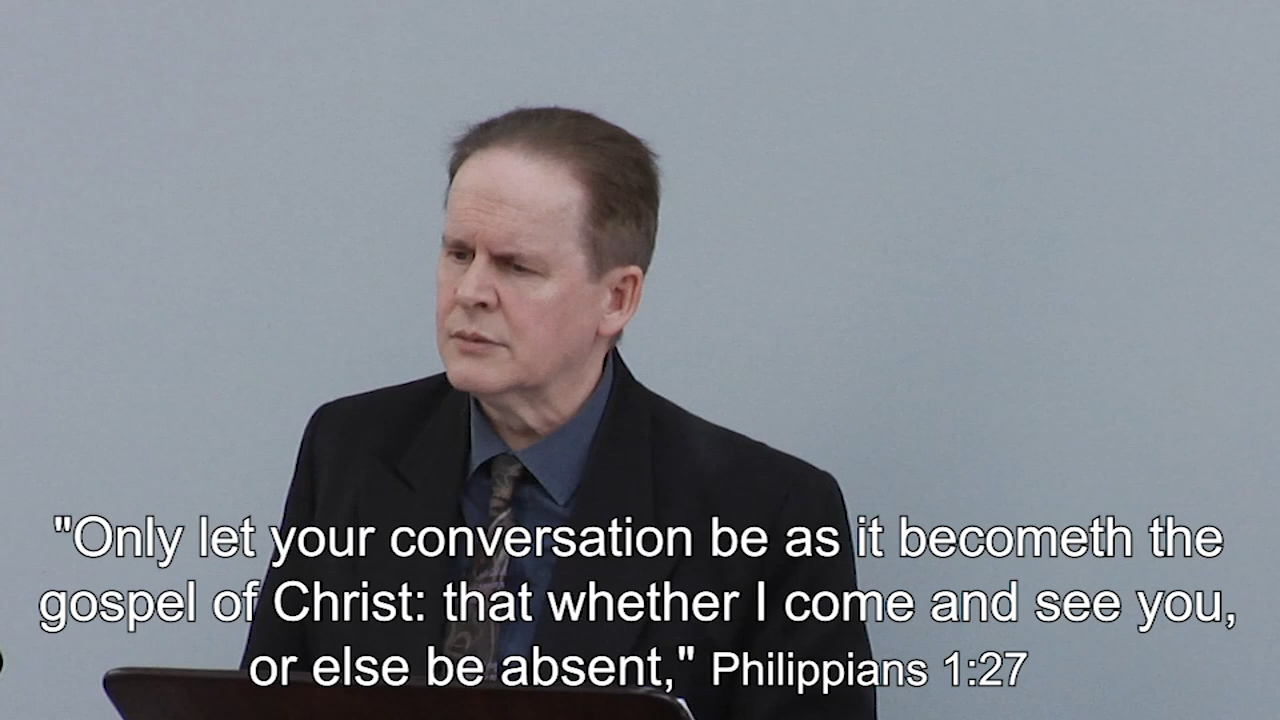 "Only let your conversation be as it becometh the
gospel of Christ: that whether I come and see you,
or else be absent," Philippians 1:27